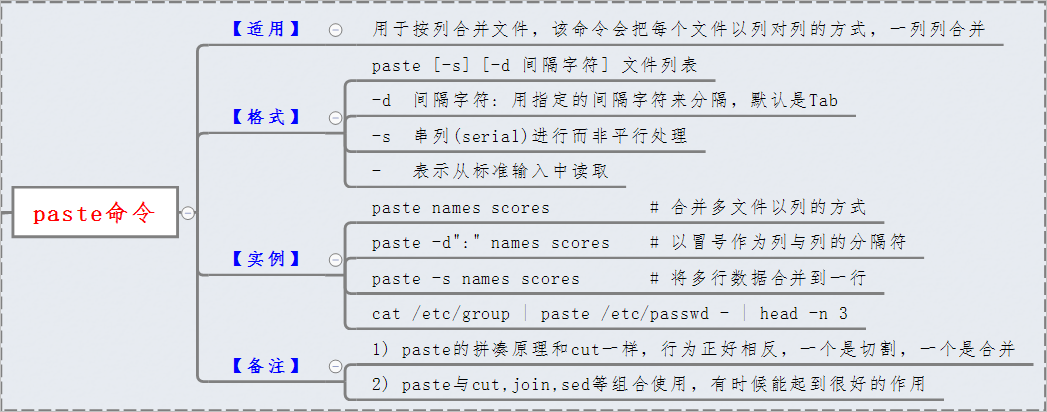 paste命令
【适用】
用于按列合并文件，该命令会把每个文件以列对列的方式，一列列合并
【格式】
paste [-s] [-d 间隔字符] 文件列表
-d 间隔字符: 用指定的间隔字符来分隔，默认是Tab
-s 串列(serial)进行而非平行处理
- 表示从标准输入中读取
【实例】
paste names scores # 合并多文件以列的方式
paste -d":" names scores # 以冒号作为列与列的分隔符
paste -s names scores # 将多行数据合并到一行
cat /etc/group | paste /etc/passwd - | head -n 3
【备注】
1) paste的拼凑原理和cut一样，行为正好相反，一个是切割，一个是合并
2) paste与cut,join,sed等组合使用，有时候能起到很好的作用